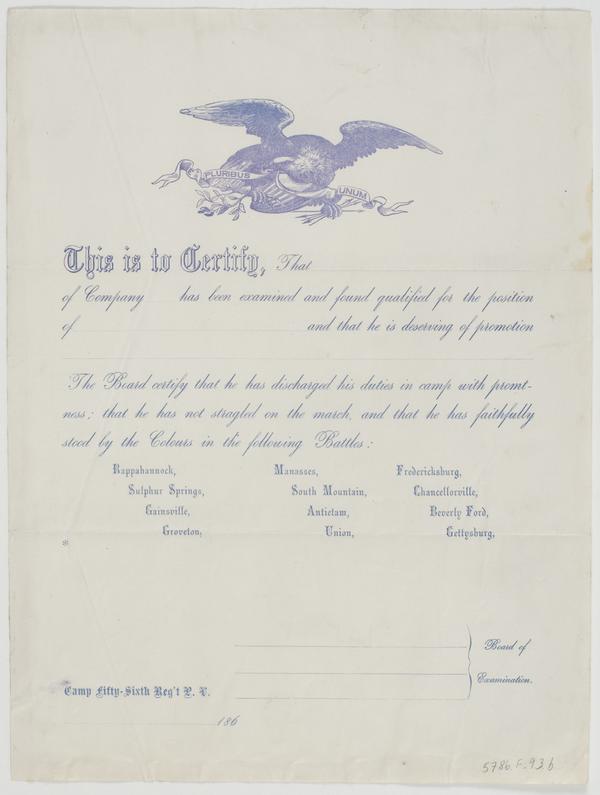 PLURIBUS
UNUM
This is to Certify, That
of Company has been examined and found qualified for the position
of and that he is deserving of promotion
The Board certify that he has discharged his duties in camp with promt-
ness; that he has not stragled on the march, and that he has faithfully
stood by the Colours in the following Battles:
Rappahannock, Manasses, Fredericksburg,
Sulphur Springs, South Mountain, Chancellorville,
Gainsville, Antietam, Beverly Ford,
Groveton, Union, Gettysburg,
*
Board of
Examination.
Camp Fifty-Sixth Reg't P. V.
186
5786.F.93.b